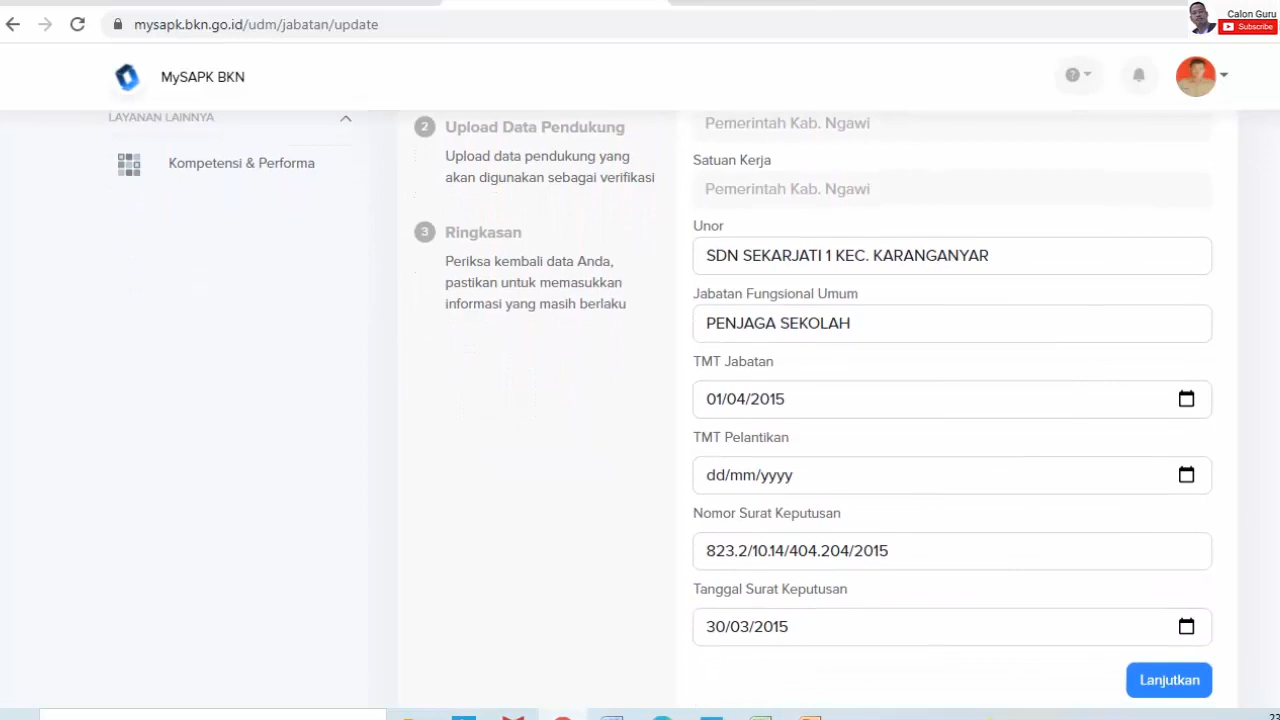 mysapk.bkn.go.id/udm/jabatan/update
Calon Guru
Subscribe
MySAPK BKN
LAYANAN LAINNYA
Kompetensi & Performa
2 Upload Data Pendukung
Upload data pendukung yang
akan digunakan sebagai verifikasi
3 Ringkasan
Periksa kembali data Anda,
pastikan untuk memasukkan
informasi yang masih berlaku
Pemerintah Kab. Ngawi
Satuan Kerja
Pemerintah Kab. Ngawi
Unor
SDN SEKARJATI 1 KEC. KARANGANYAR
Jabatan Fungsional Umum
PENJAGA SEKOLAH
TMT Jabatan
01/04/2015
TMT Pelantikan
dd/mm/yyyy
Nomor Surat Keputusan
823.2/10.14/404.204/2015
Tanggal Surat Keputusan
30/03/2015
Lanjutkan